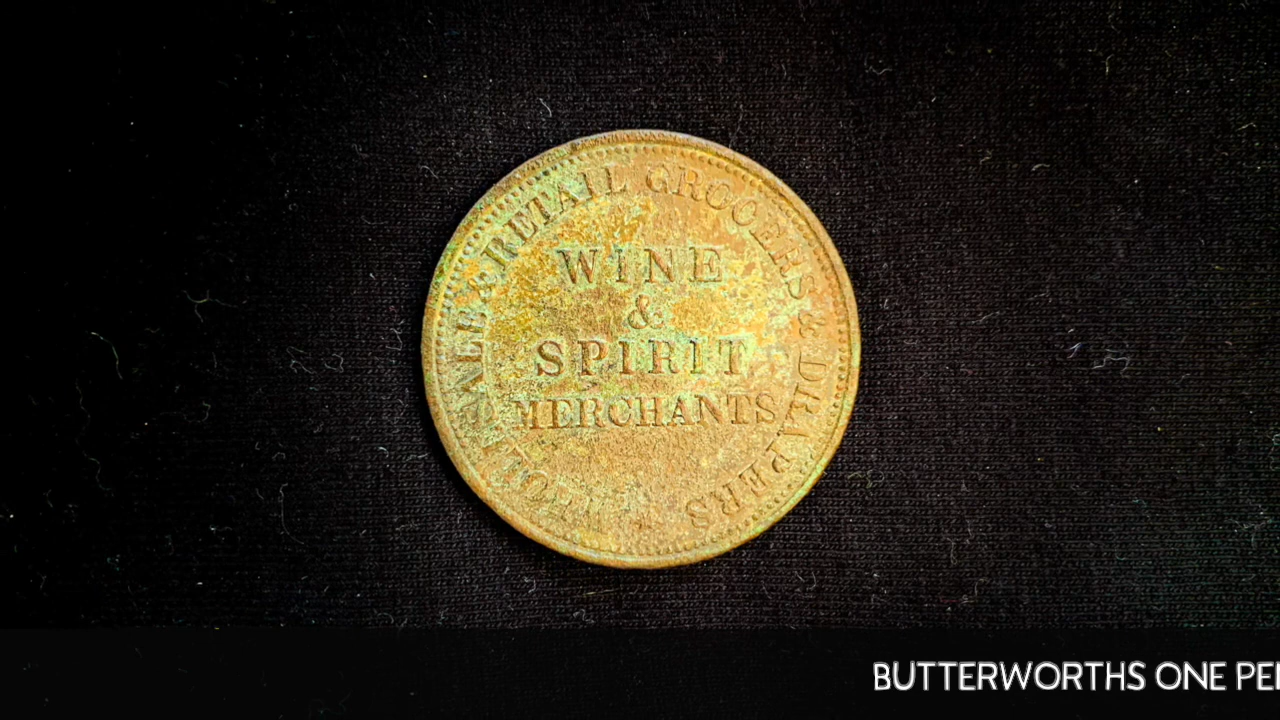 WHOLESALE & RETAIL GROCERS & DRAPERS
WINE
&
SPIRIT
MERCHANTS
BUTTERWORTHS ONE PE